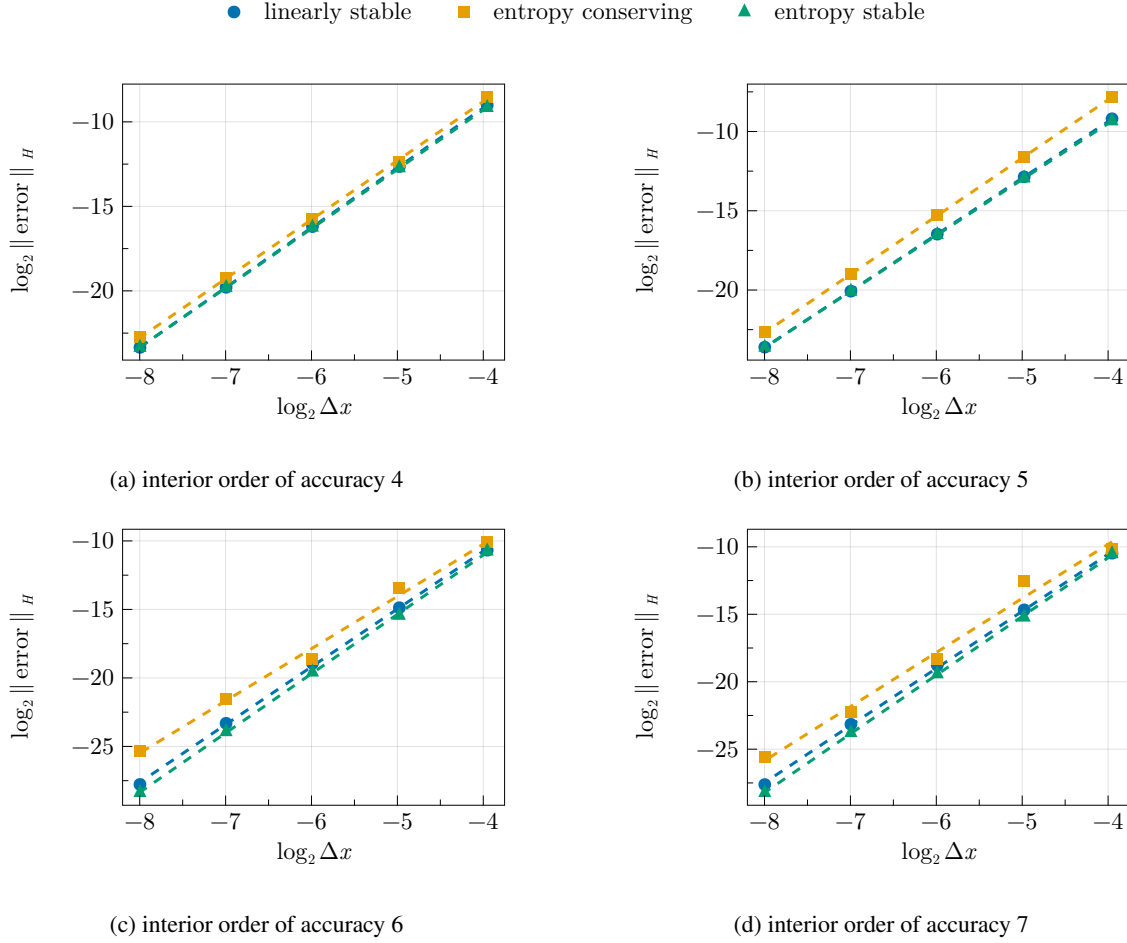 linearly stable entropy conserving entropy stable
−10
−15
−20
log₂ || error ||_H
−8 −7 −6 −5 −4
log₂ Δx
(a) interior order of accuracy 4
−10
−15
−20
log₂ || error ||_H
−8 −7 −6 −5 −4
log₂ Δx
(b) interior order of accuracy 5
−10
−15
−20
−25
log₂ || error ||_H
−8 −7 −6 −5 −4
log₂ Δx
(c) interior order of accuracy 6
−10
−15
−20
−25
log₂ || error ||_H
−8 −7 −6 −5 −4
log₂ Δx
(d) interior order of accuracy 7